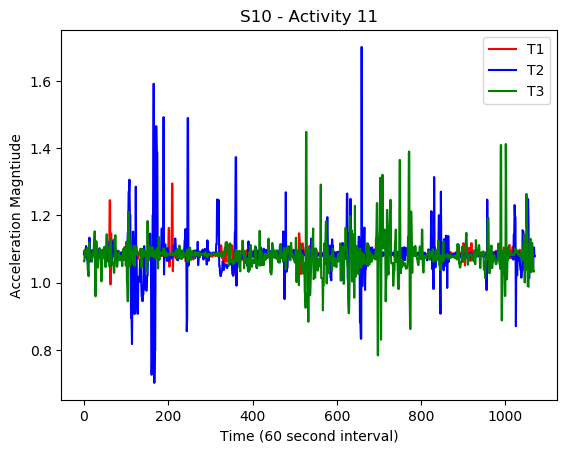 S10 - Activity 11
T1
T2
T3
1.6
1.4
1.2
1.0
0.8
Acceleration Magntiude
0
200
400
600
800
1000
Time (60 second interval)